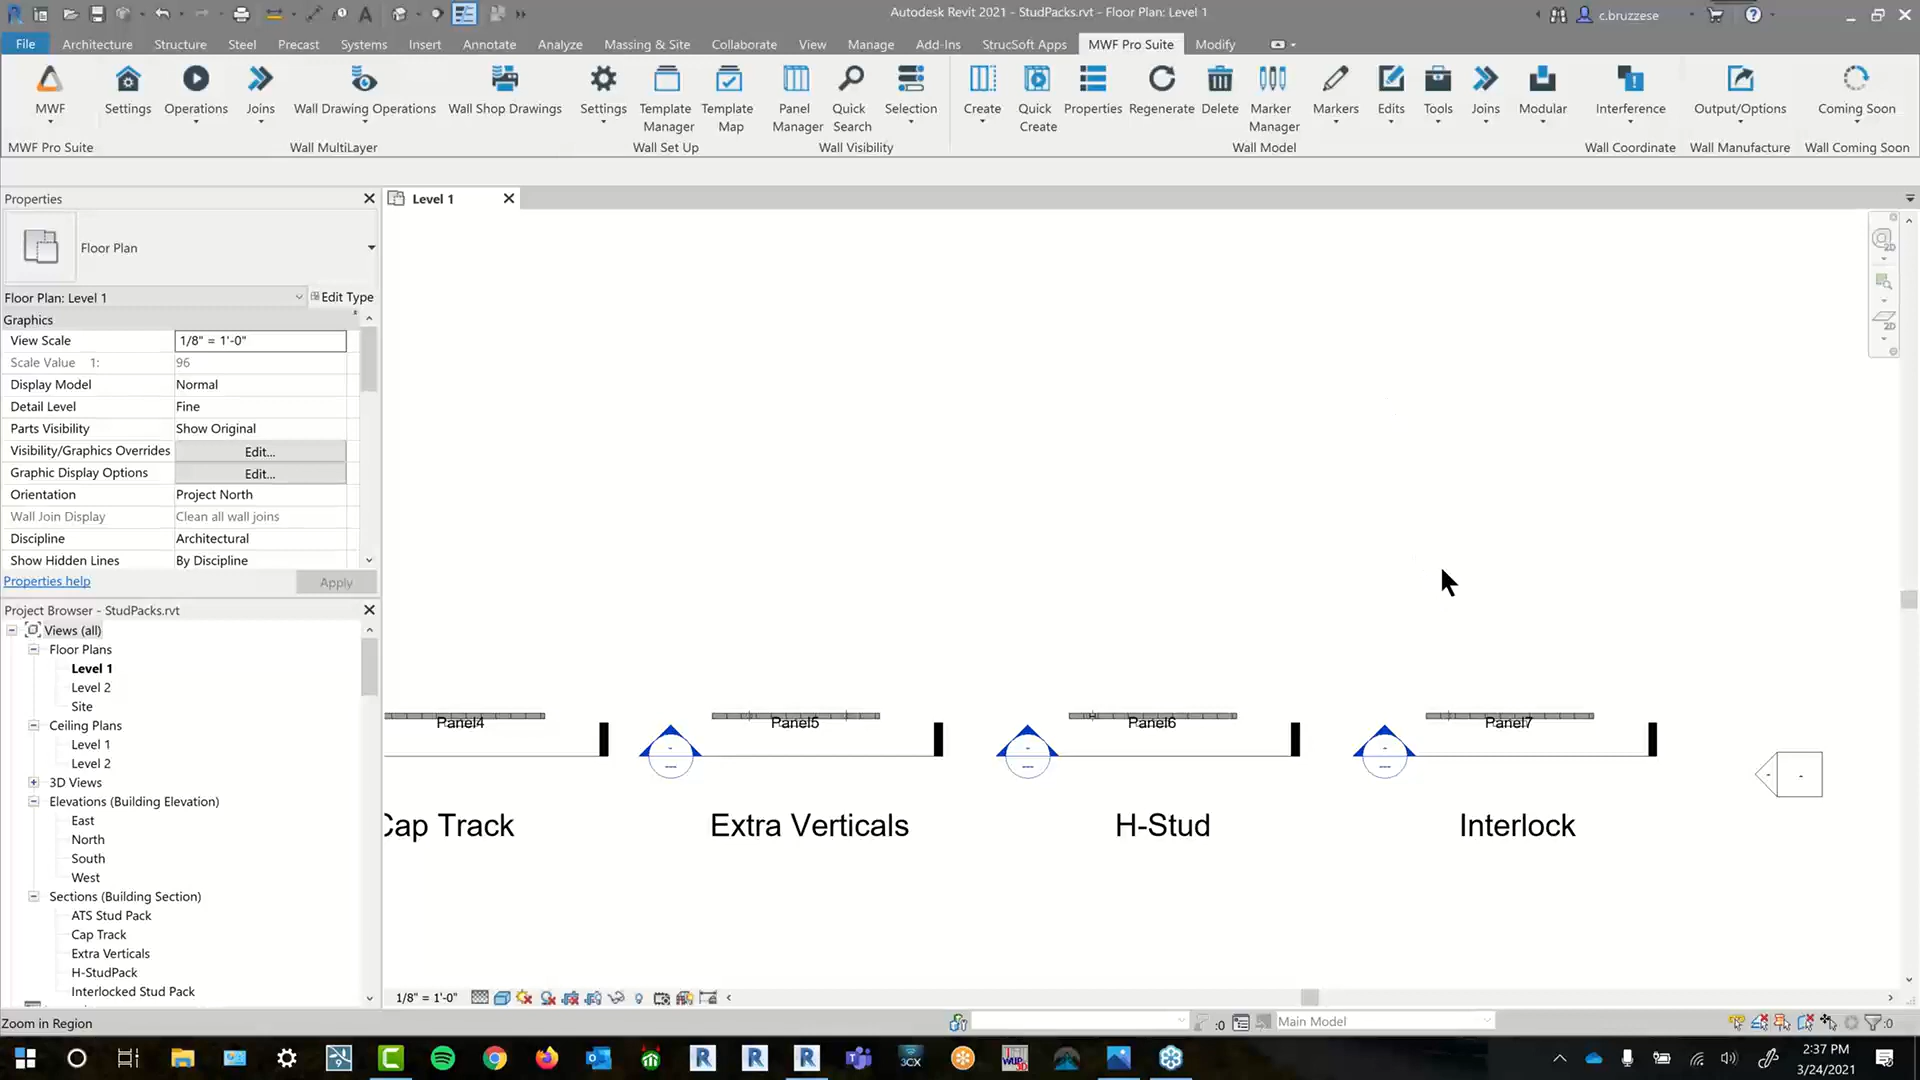 Autodesk Revit 2021 - StudPacks.rvt - Floor Plan: Level 1
c.bruzzese
File Architecture Structure Steel Precast Systems Insert Annotate Analyze Massing & Site Collaborate View Manage Add-Ins StrucSoft Apps MWF Pro Suite Modify
MWF Settings Operations Joins Wall Drawing Operations Wall Shop Drawings Settings Template Manager Template Map Panel Manager Quick Search Selection Create Quick Create Properties Regenerate Delete Marker Manager Markers Edits Tools Joins Modular Interference Output/Options Coming Soon
MWF Pro Suite Wall MultiLayer Wall Set Up Wall Visibility Wall Model Wall Coordinate Wall Manufacture Wall Coming Soon
Properties
Level 1
Floor Plan
Floor Plan: Level 1 Edit Type
Graphics
View Scale 1/8" = 1'-0"
Scale Value 1: 96
Display Model Normal
Detail Level Fine
Parts Visibility Show Original
Visibility/Graphics Overrides Edit...
Graphic Display Options Edit...
Orientation Project North
Wall Join Display Clean all wall joins
Discipline Architectural
Show Hidden Lines By Discipline
Properties help Apply
Project Browser - StudPacks.rvt
Views (all)
Floor Plans
Level 1
Level 2
Site
Ceiling Plans
Level 1
Level 2
3D Views
Elevations (Building Elevation)
East
North
South
West
Sections (Building Section)
ATS Stud Pack
Cap Track
Extra Verticals
H-StudPack
Interlocked Stud Pack
2D
2D
Panel4 Panel5 Panel6 Panel7
Cap Track Extra Verticals H-Stud Interlock
1/8" = 1'-0"
Zoom in Region
:0 Main Model :0
3CX
2:37 PM
3/24/2021